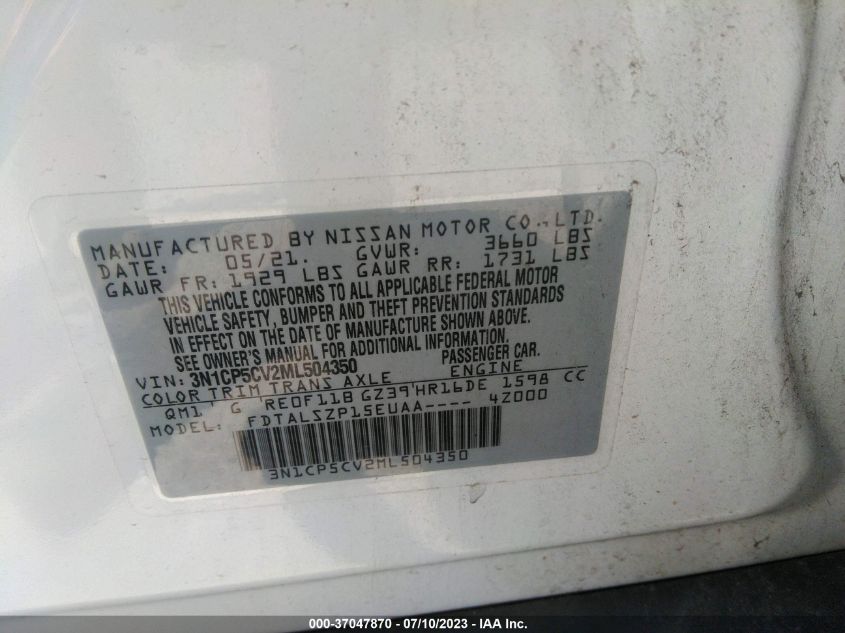 MANUFACTURED BY NISSAN MOTOR CO., LTD.
DATE: 05/21. GVWR: 3660 LBS
GAWR FR: 1929 LBS GAWR RR: 1731 LBS
THIS VEHICLE CONFORMS TO ALL APPLICABLE FEDERAL MOTOR
VEHICLE SAFETY, BUMPER AND THEFT PREVENTION STANDARDS
IN EFFECT ON THE DATE OF MANUFACTURE SHOWN ABOVE.
SEE OWNER'S MANUAL FOR ADDITIONAL INFORMATION.
VIN: 3N1CP5CV2ML504350 PASSENGER CAR.
COLOR TRIM TRANS AXLE ENGINE
QM1 G RE0F11B GZ39 HR16DE 1598 CC
MODEL: FDTALSZP15EUAA---- 4Z000
3N1CP5CV2ML504350
000-37047870 - 07/10/2023 - IAA Inc.